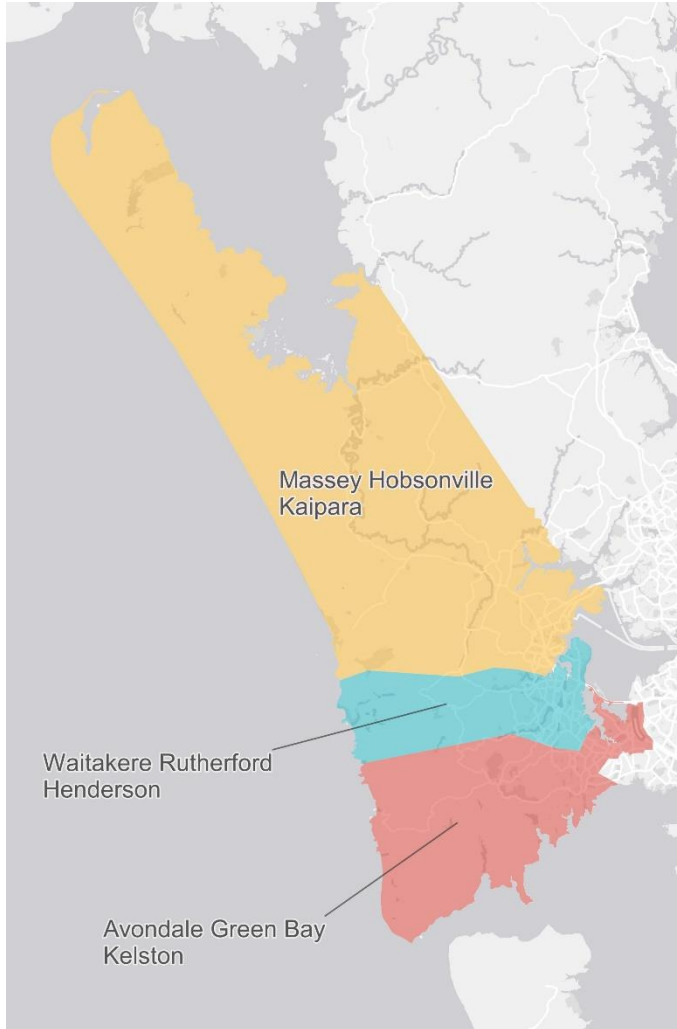 Massey Hobsonville
Kaipara
Waitakere Rutherford
Henderson
Avondale Green Bay
Kelston